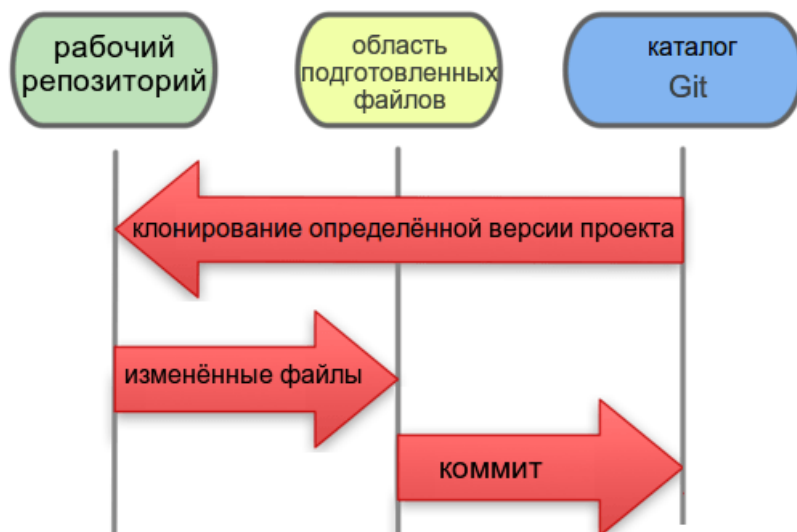 рабочий
репозиторий
область
подготовленных
файлов
каталог
Git
клонирование определённой версии проекта
изменённые файлы
коммит